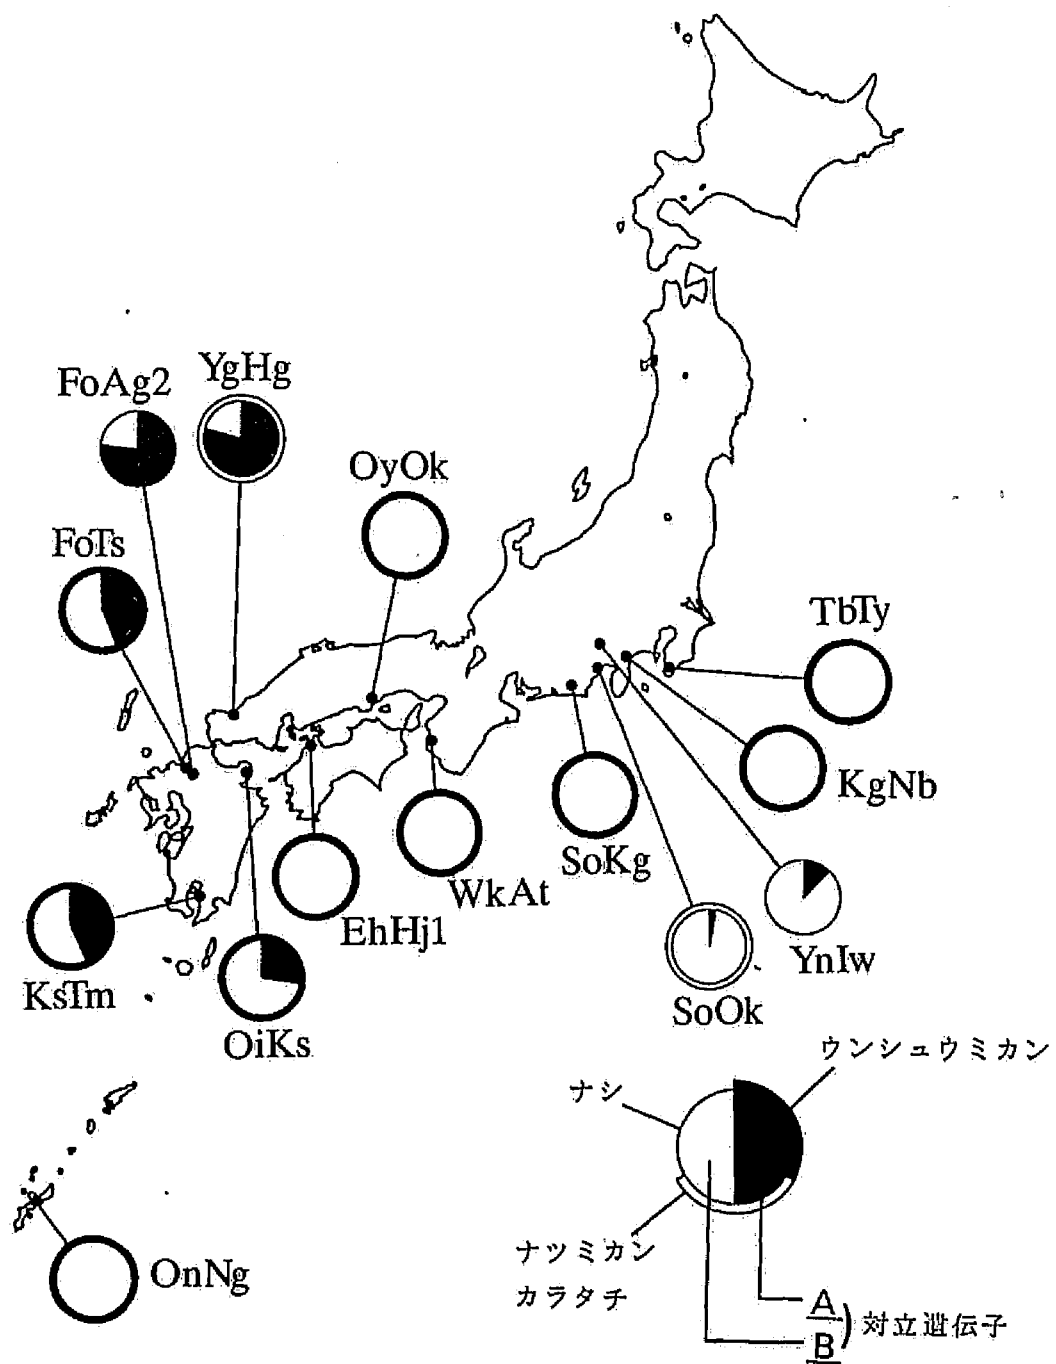 YgHg
FoAg2
OyOk
FoTs
TbTy
KgNb
SoKg
WkAt
EhHj1
YnIw
KsTm
SoOk
OiKs
ウンシュウミカン
ナシ
ナツミカン
カラタチ
OnNg
A
B
対立遺伝子